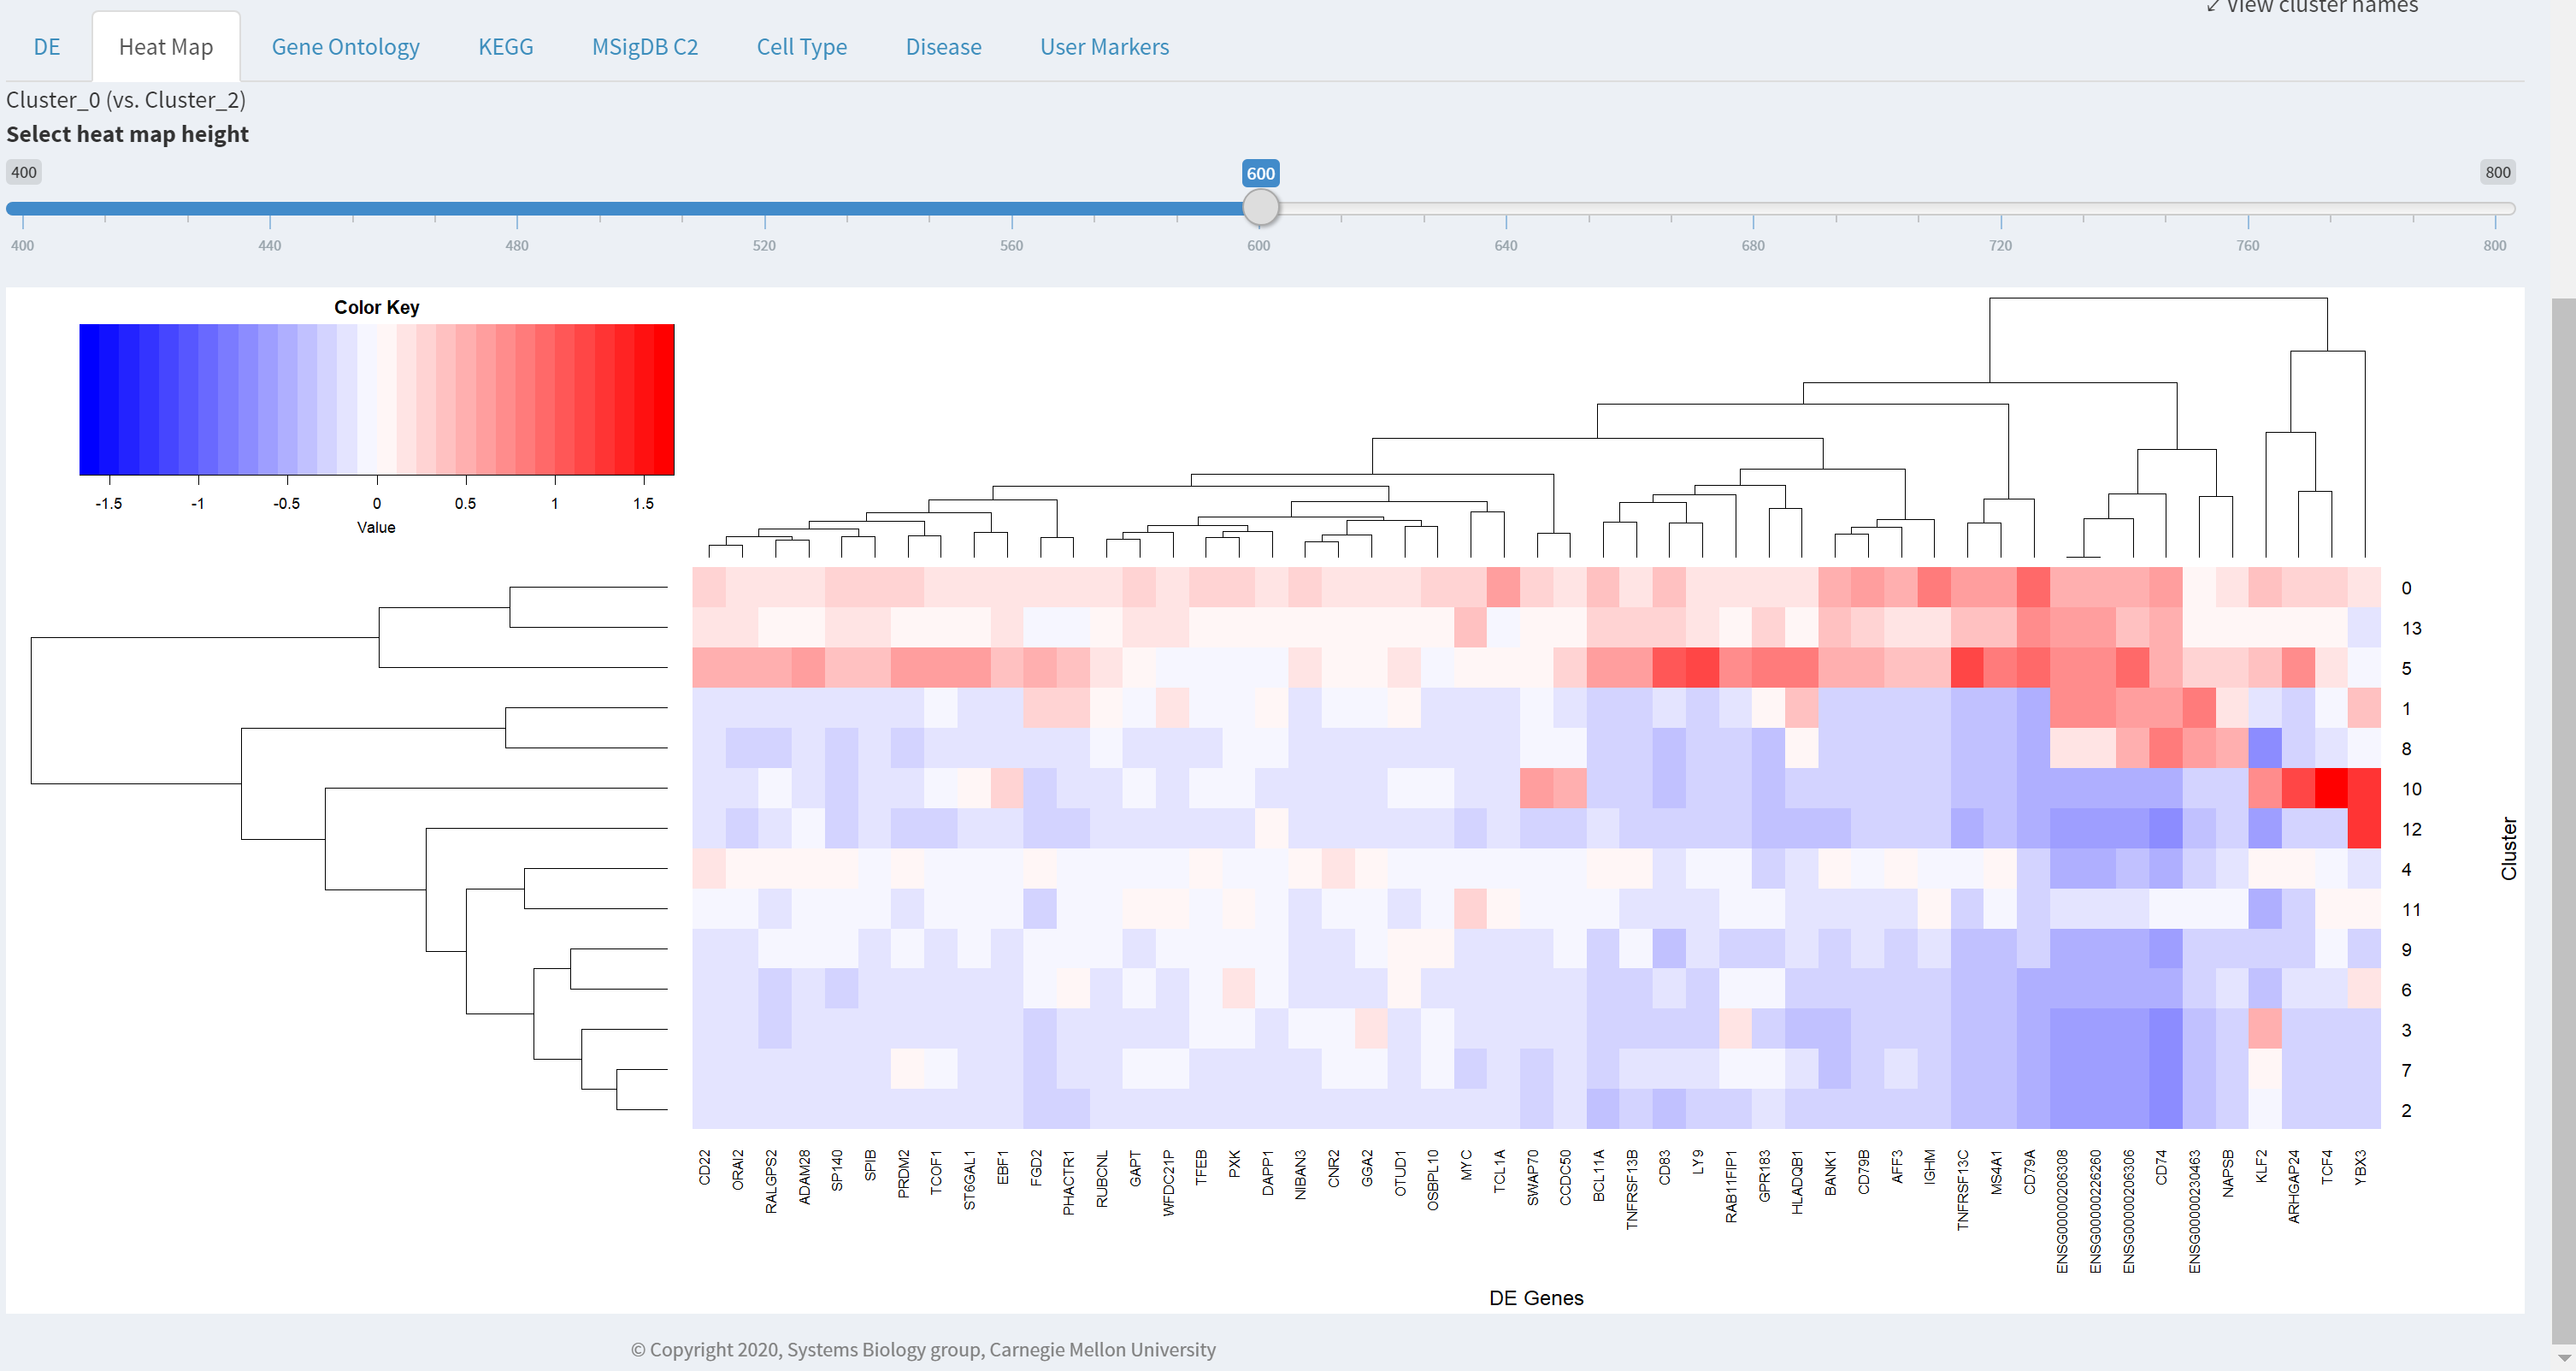 ↙ View cluster names
DE Heat Map Gene Ontology KEGG MSigDB C2 Cell Type Disease User Markers
Cluster_0 (vs. Cluster_2)
Select heat map height
400 600 800
400 440 480 520 560 600 640 680 720 760 800
Color Key
-1.5 -1 -0.5 0 0.5 1 1.5
Value
0
13
5
1
8
10
12
4
11
9
6
3
7
2
Cluster
CD22
ORAI2
RALGPS2
ADAM28
SP140
SPIB
PRDM2
TCOF1
ST6GAL1
EBF1
FGD2
PHACTR1
RUBCNL
GAPT
WFDC21P
TFEB
PXK
DAPP1
NIBAN3
CNR2
GGA2
OTUD1
OSBPL10
MYC
TCL1A
SWAP70
CCDC50
BCL11A
TNFRSF13B
CD83
LY9
RAB11FIP1
GPR183
HLADQB1
BANK1
CD79B
AFF3
IGHM
TNFRSF13C
MS4A1
CD79A
ENSG00000206308
ENSG00000226260
ENSG00000206306
CD74
ENSG00000230463
NAPSB
KLF2
ARHGAP24
TCF4
YBX3
DE Genes
© Copyright 2020, Systems Biology group, Carnegie Mellon University